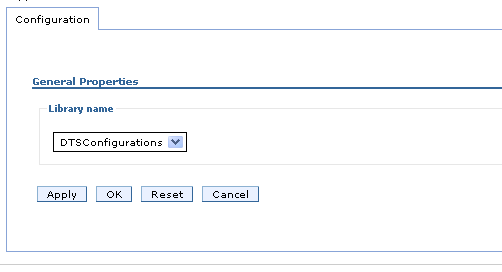 Configuration
General Properties
Library name
DTSConfigurations
Apply OK Reset Cancel